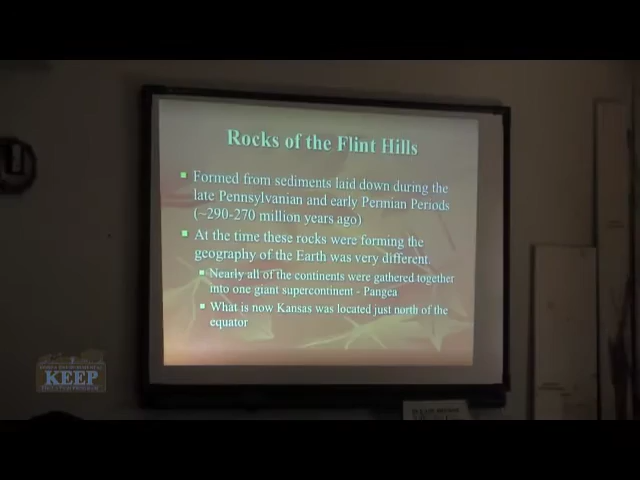 Rocks of the Flint Hills
Formed from sediments laid down during the
late Pennsylvanian and early Permian Periods
(~290-270 million years ago)
At the time these rocks were forming the
geography of the Earth was very different.
Nearly all of the continents were gathered together
into one giant supercontinent - Pangea
What is now Kansas was located just north of the
equator
KEEP